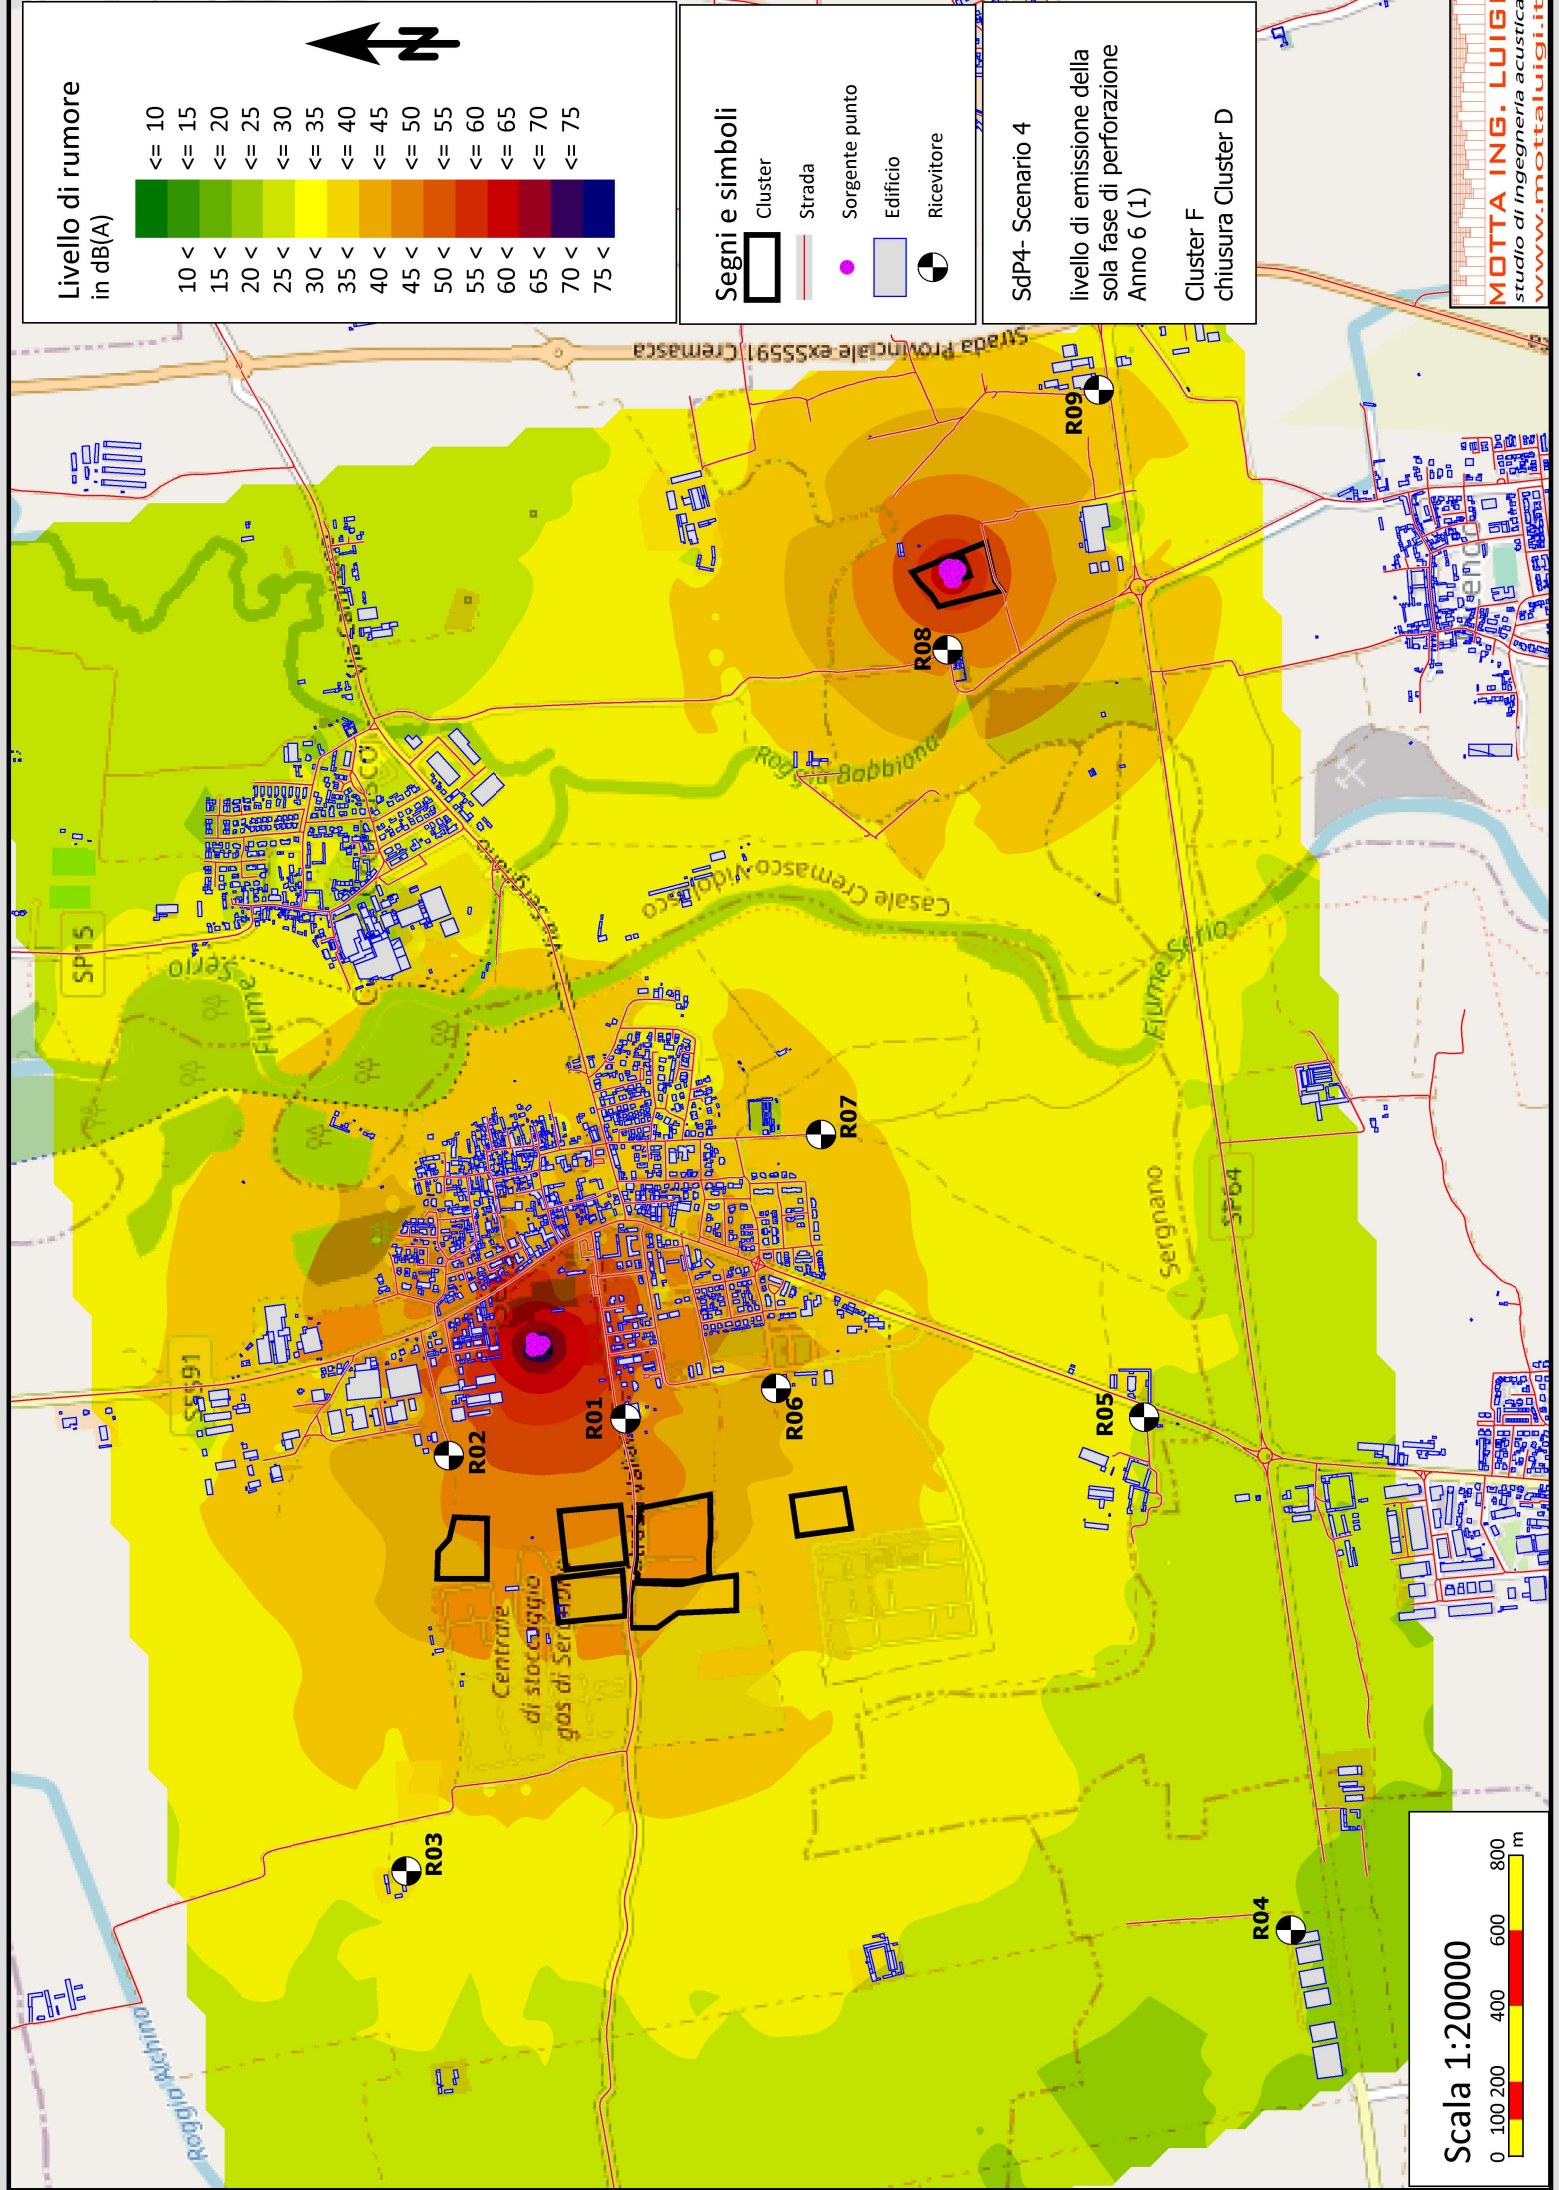 Livello di rumore
in dB(A)
<= 10
10 < <= 15
15 < <= 20
20 < <= 25
25 < <= 30
30 < <= 35
35 < <= 40
40 < <= 45
45 < <= 50
50 < <= 55
55 < <= 60
60 < <= 65
65 < <= 70
70 < <= 75
75 <
N
Segni e simboli
Cluster
Strada
Sorgente punto
Edificio
Ricevitore
SdP4- Scenario 4
livello di emissione della
sola fase di perforazione
Anno 6 (1)
Cluster F
chiusura Cluster D
MOTTA ING. LUIGI
studio di ingegneria acustica
www.mottaluigi.it
Strada Provinciale exSS591 Cremasca
R09
R08
Roggia Babbiona
Casale Cremasco-Vidolasco
Fiume Serio
SP15
Fiume Serio
R07
Sergnano
SP64
SS591
R01
R02
R06
R05
Centrale
di stoccaggio
gas di Sergnano
R03
R04
Roggia Alchina
Scala 1:20000
0 100 200 400 600 800
m